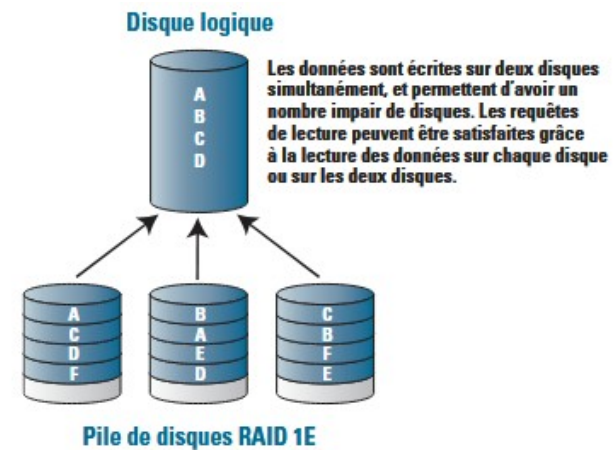 Disque logique
A
B
C
D
Les données sont écrites sur deux disques
simultanément, et permettent d'avoir un
nombre impair de disques. Les requêtes
de lecture peuvent être satisfaites grâce
à la lecture des données sur chaque disque
ou sur les deux disques.
A
C
D
F
B
A
E
D
C
B
F
E
Pile de disques RAID 1E